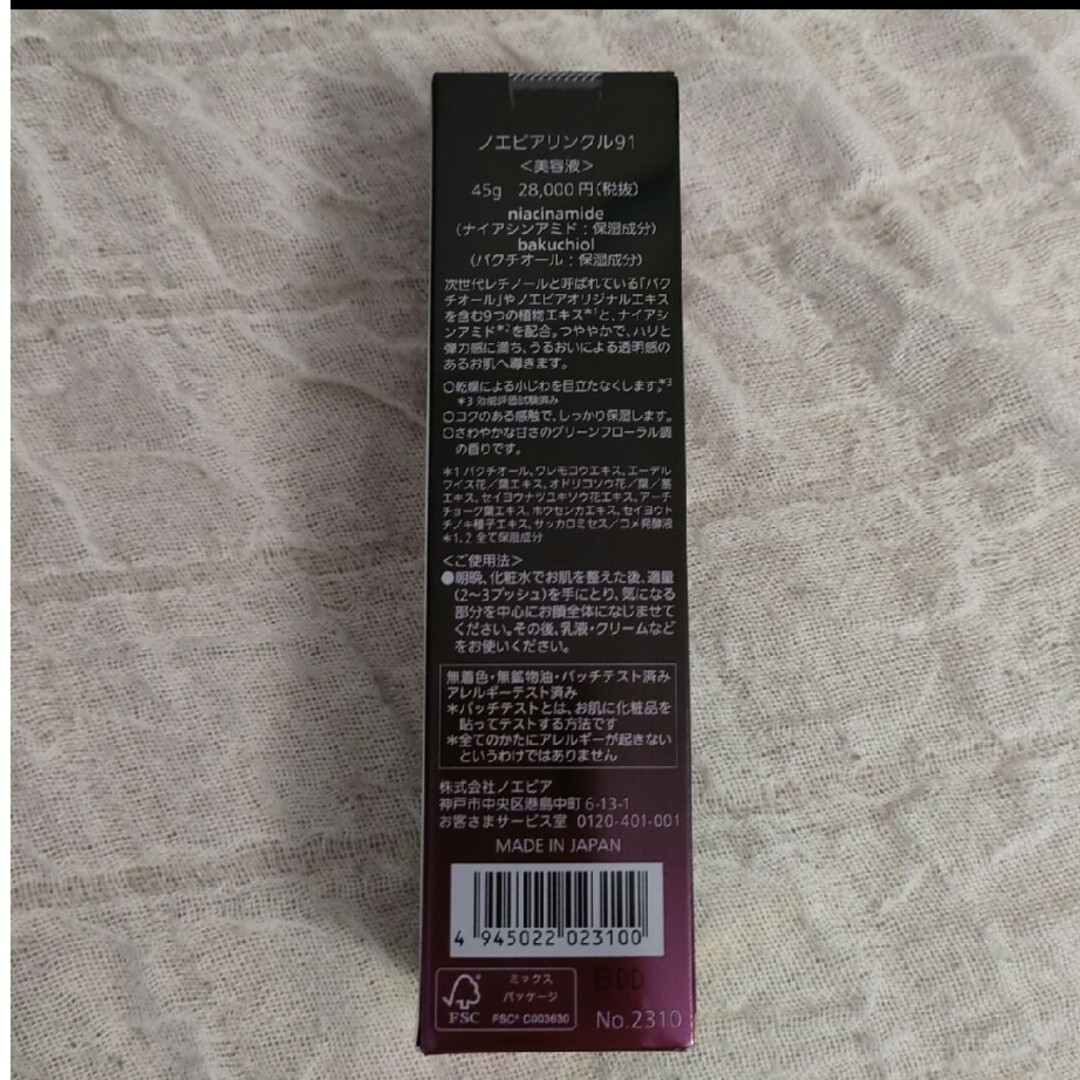 ノエビアリンクル91
＜美容液＞
45g 28,000円(税抜)
niacinamide
(ナイアシンアミド：保湿成分)
bakuchiol
(バクチオール：保湿成分)
次世代レチノールと呼ばれている「バク
チオール」やノエビアオリジナルエキス
を含む9つの植物エキス*1と、ナイアシ
ンアミド*2を配合。つややかで、ハリと
弾力感に満ち、うるおいによる透明感の
あるお肌へ導きます。
○乾燥による小じわを目立たなくします。*3
*3 効能評価試験済み
○コクのある感触で、しっかり保湿します。
○さわやかな甘さのグリーンフローラル調
の香りです。
*1 バクチオール、ワレモコウエキス、エーデル
ワイス花／葉エキス、オドリコソウ花／葉／茎
エキス、セイヨウナツユキソウ花エキス、アーチ
チョーク葉エキス、ホウセンカエキス、セイヨウト
チノキ種子エキス、サッカロミセス／コメ発酵液
*1、2 全て保湿成分
＜ご使用法＞
●朝晩、化粧水でお肌を整えた後、適量
(2〜3プッシュ)を手にとり、気になる
部分を中心にお顔全体になじませて
ください。その後、乳液・クリームなど
をお使いください。
無着色・無鉱物油・パッチテスト済み
アレルギーテスト済み
*パッチテストとは、お肌に化粧品を
貼ってテストする方法です
*全てのかたにアレルギーが起きない
というわけではありません
株式会社ノエビア
神戸市中央区港島中町6-13-1
お客さまサービス室 0120-401-001
MADE IN JAPAN
4 945022 023100
ミックス
パッケージ
FSC FSC® C003630
BDD
No.2310